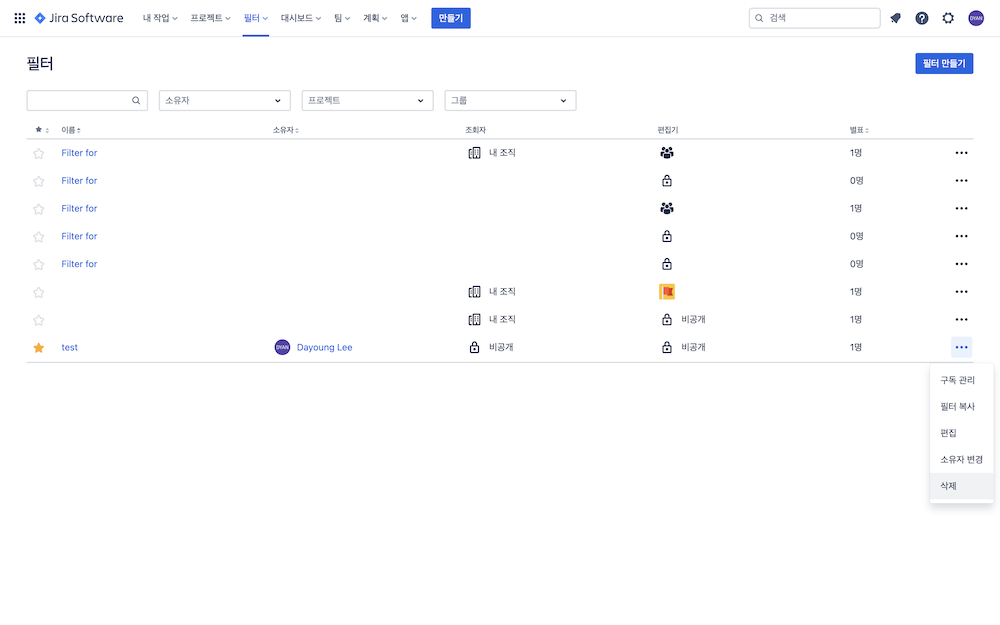 Jira Software 내 작업 프로젝트 필터 대시보드 팀 계획 앱 만들기 검색 DYAN
필터 필터 만들기
소유자 프로젝트 그룹
이름 소유자 조회자 편집기 별표
Filter for 내 조직 1명
Filter for 0명
Filter for 1명
Filter for 0명
Filter for 0명
내 조직 1명
내 조직 비공개 1명
test DYAN Dayoung Lee 비공개 비공개 1명
구독 관리
필터 복사
편집
소유자 변경
삭제